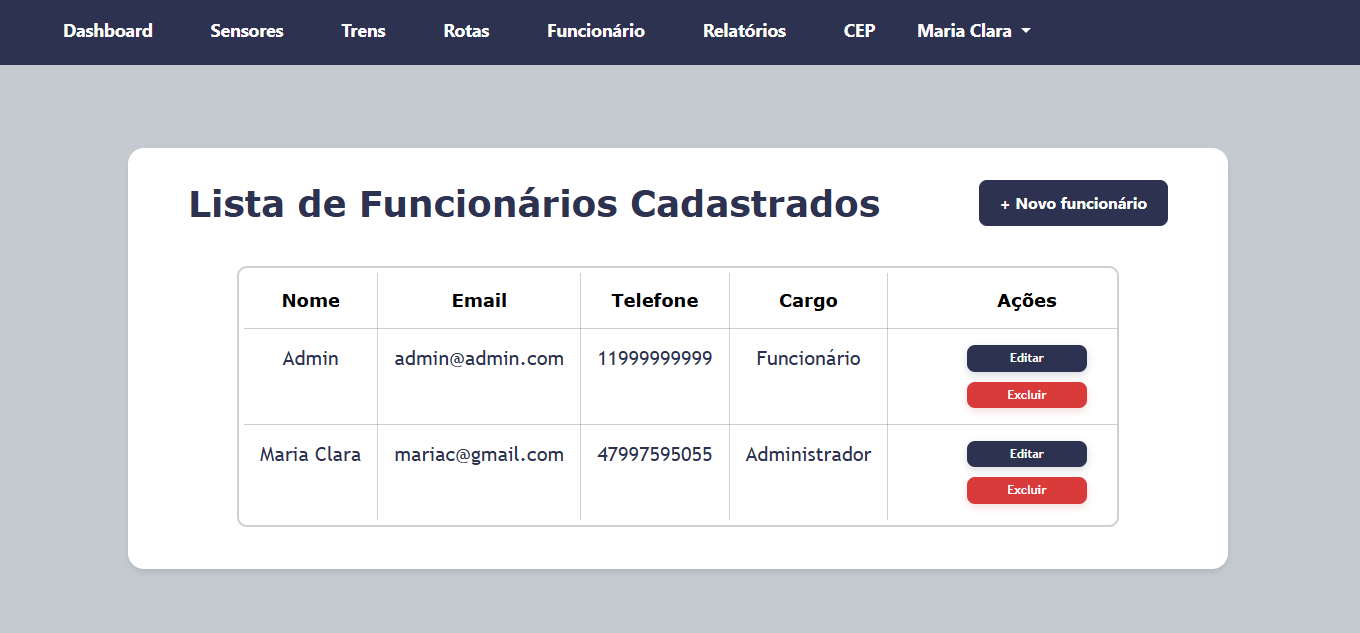 Dashboard Sensores Trens Rotas Funcionário Relatórios CEP Maria Clara
Lista de Funcionários Cadastrados + Novo funcionário
Nome Email Telefone Cargo Ações
Admin admin@admin.com 11999999999 Funcionário Editar
Excluir
Maria Clara mariac@gmail.com 47997595055 Administrador Editar
Excluir